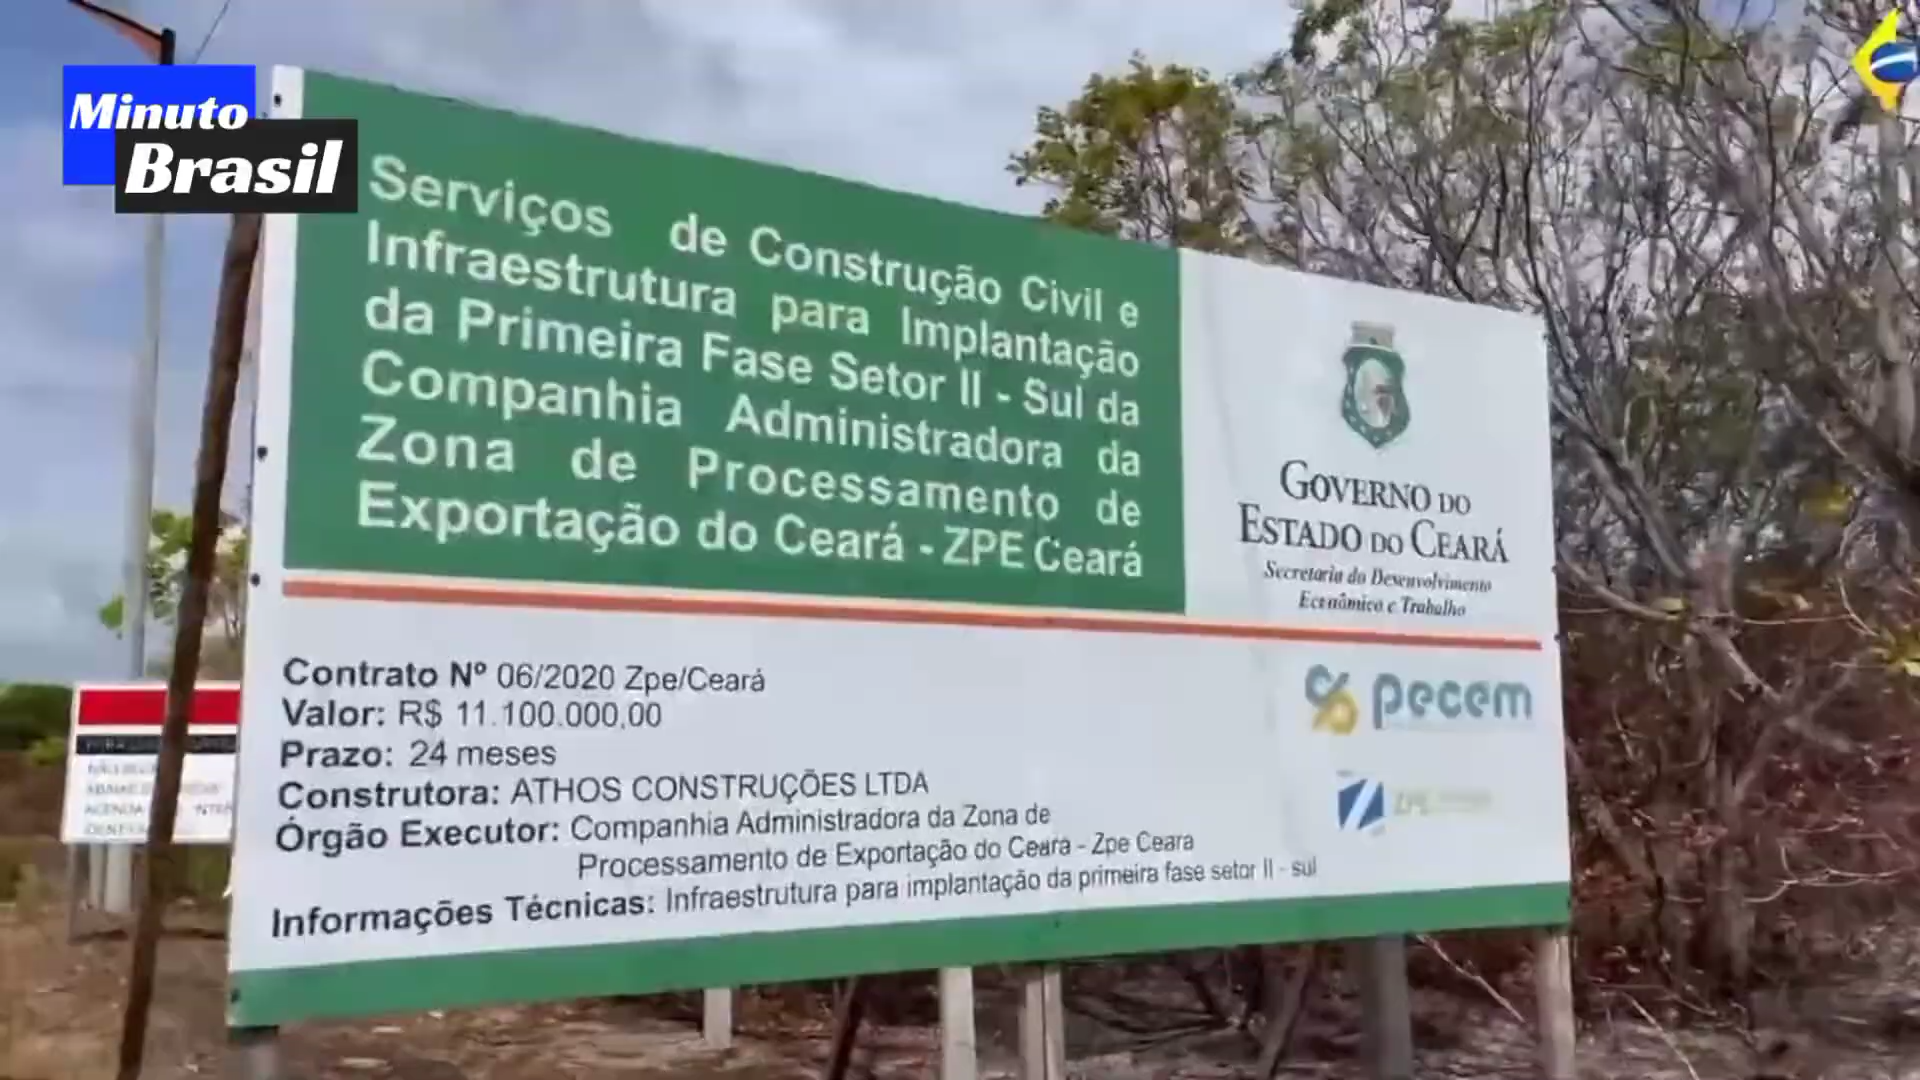 Minuto
Brasil
Serviços de Construção Civil e
Infraestrutura para Implantação
da Primeira Fase Setor II - Sul da
Companhia Administradora da
Zona de Processamento de
Exportação do Ceará - ZPE Ceará
GOVERNO DO
ESTADO DO CEARÁ
Secretaria do Desenvolvimento
Econômico e Trabalho
Contrato Nº 06/2020 Zpe/Ceará
Valor: R$ 11.100.000,00
Prazo: 24 meses
Construtora: ATHOS CONSTRUÇÕES LTDA
Órgão Executor: Companhia Administradora da Zona de
Processamento de Exportação do Ceará - Zpe Ceara
Informações Técnicas: Infraestrutura para implantação da primeira fase setor II - sul
pecem
ZPE